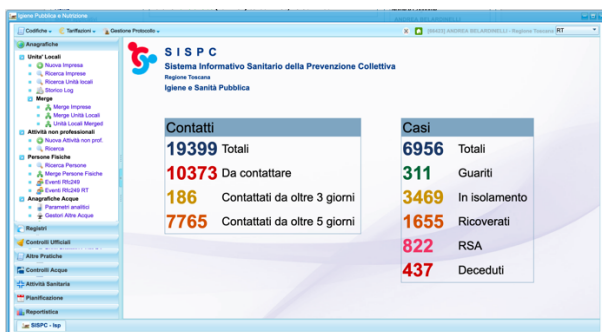 Igiene Pubblica e Nutrizione
ANDREA BELARDINELLI
Codifiche
Tariffazioni
Gestione Protocollo
ANDREA BELARDINELLI - Regione Toscana RT
Anagrafiche
Unita' Locali
Nuova Impresa
Ricerca Imprese
Ricerca Unità locali
Storico Log
Merge
Merge Imprese
Merge Unità Locali
Unità Locali Merged
Attività non professionali
Nuova Attività non prof.
Ricerca
Persone Fisiche
Ricerca Persone
Merge Persone Fisiche
Eventi Rfc249
Eventi Rfc249 RT
Anagrafiche Acque
Parametri analitici
Gestori Altre Acque
Registri
Controlli Ufficiali
Altre Pratiche
Controlli Acque
Attività Sanitaria
Pianificazione
Reportistica
SISPC - Isp
S I S P C
Sistema Informativo Sanitario della Prevenzione Collettiva
Regione Toscana
Igiene e Sanità Pubblica
Contatti
19399 Totali
10373 Da contattare
186 Contattati da oltre 3 giorni
7765 Contattati da oltre 5 giorni
Casi
6956 Totali
311 Guariti
3469 In isolamento
1655 Ricoverati
822 RSA
437 Deceduti